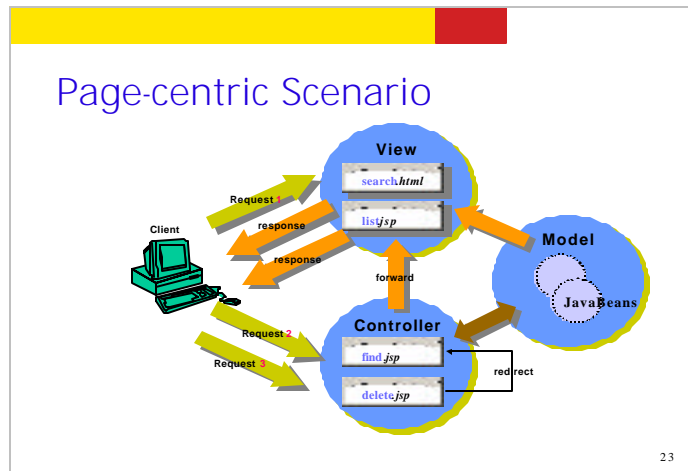 Page-centric Scenario
View
search.html
Request 1
list.jsp
response
Client
Model
response
forward
JavaBeans
Controller
Request 2
find.jsp
Request 3
redirect
delete.jsp
23